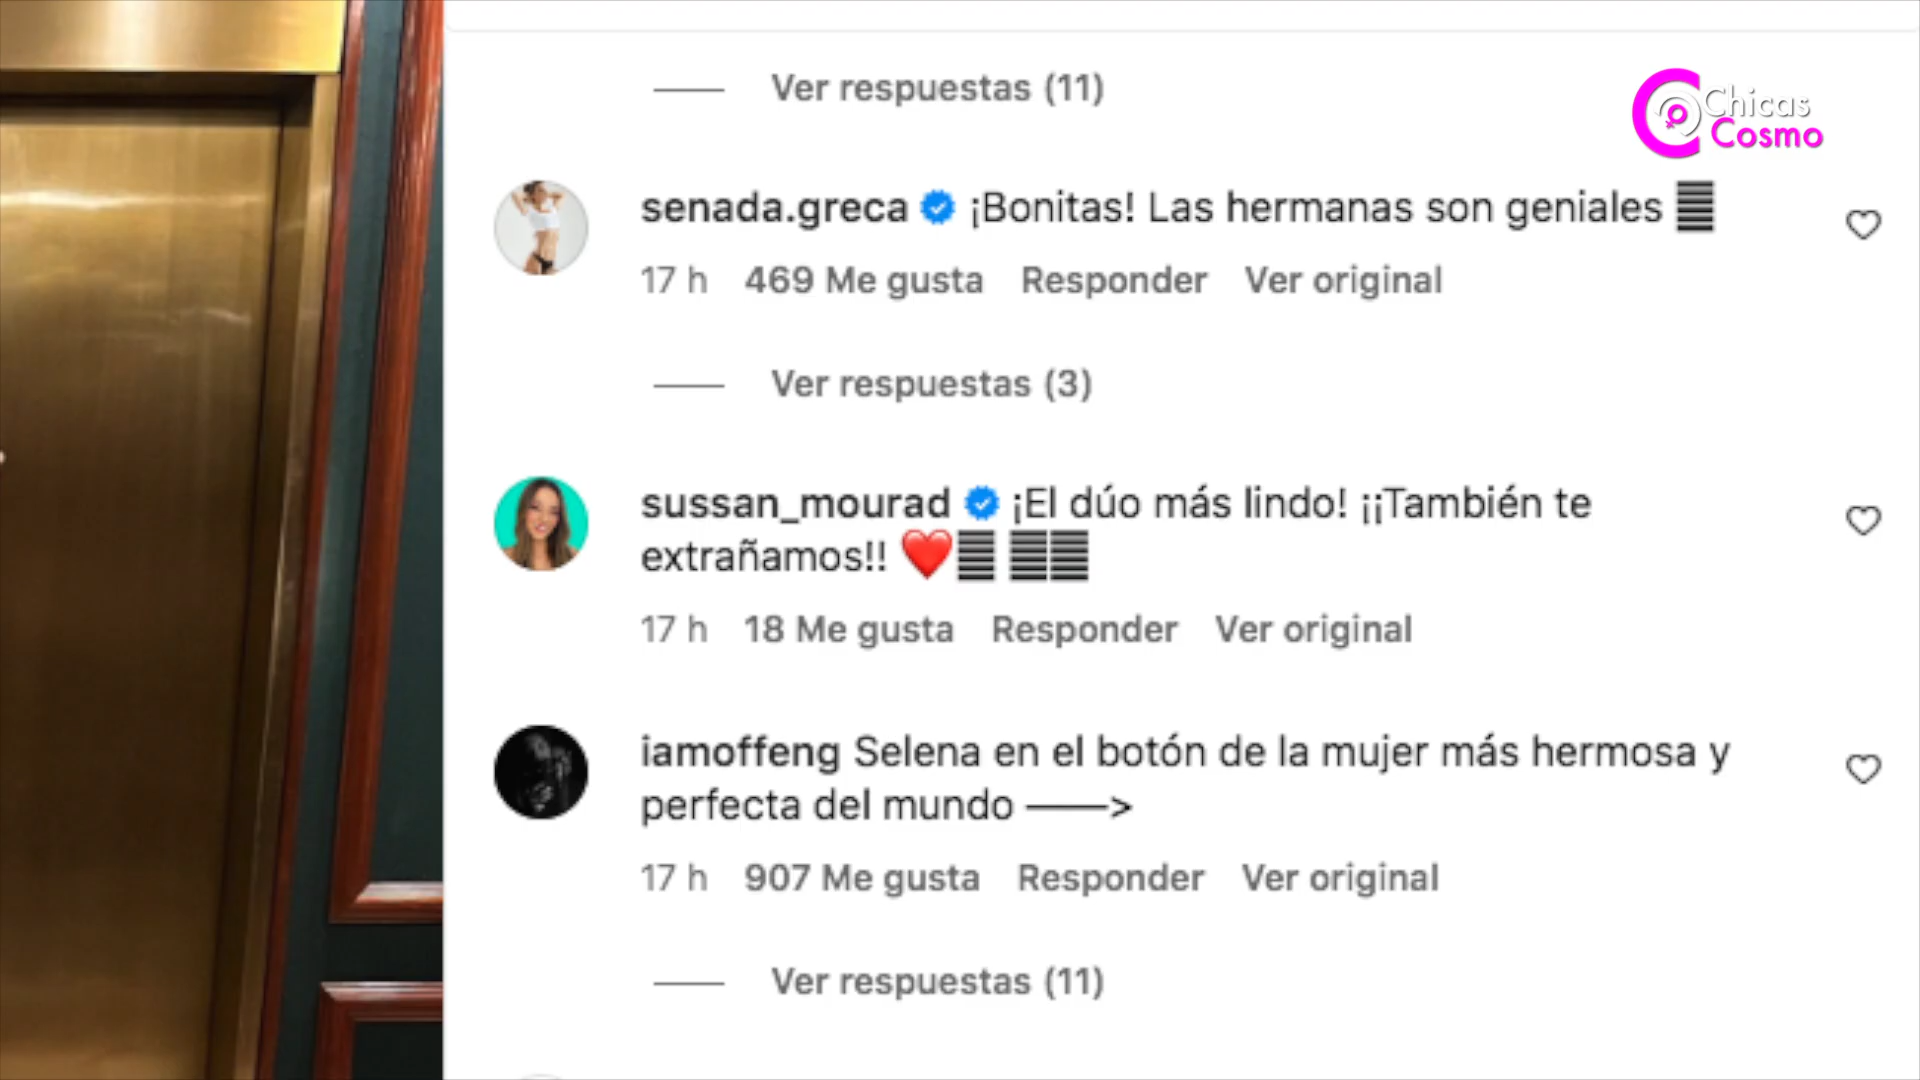 Ver respuestas (11)
Chicas
Cosmo
senada.greca ¡Bonitas! Las hermanas son geniales
17 h 469 Me gusta Responder Ver original
Ver respuestas (3)
sussan_mourad ¡El dúo más lindo! ¡¡También te
extrañamos!! ❤️
17 h 18 Me gusta Responder Ver original
iamoffeng Selena en el botón de la mujer más hermosa y
perfecta del mundo ——>
17 h 907 Me gusta Responder Ver original
Ver respuestas (11)